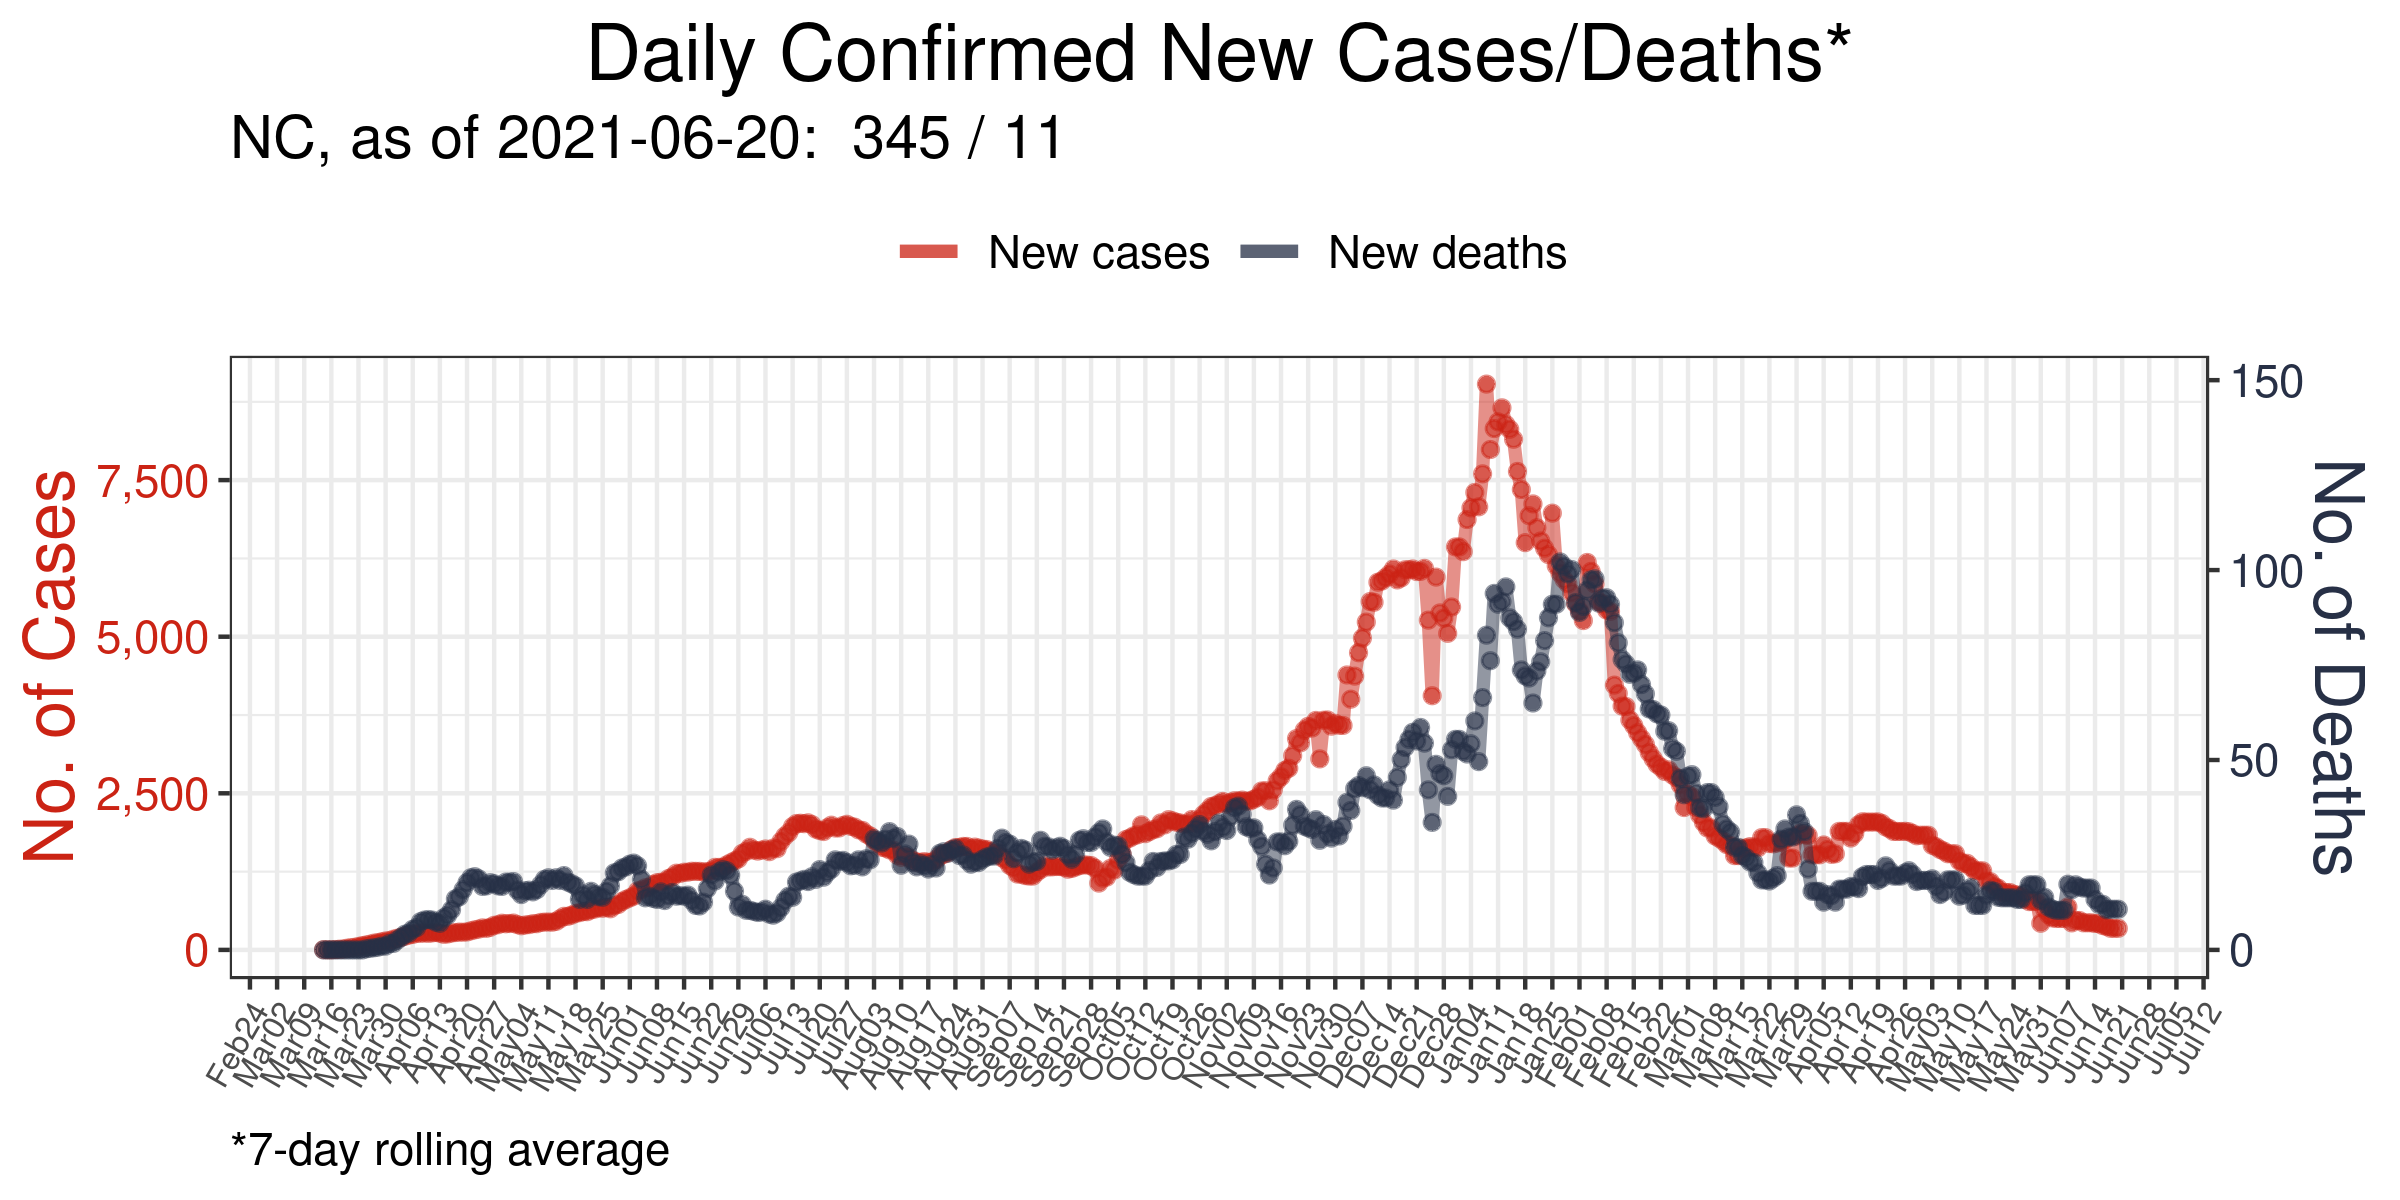 Daily Confirmed New Cases/Deaths*
NC, as of 2021-06-20:  345 / 11
New cases
New deaths
No. of Cases
7,500
5,000
2,500
0
150
100
50
0
No. of Deaths
Feb24
Mar02
Mar09
Mar16
Mar23
Mar30
Apr06
Apr13
Apr20
Apr27
May04
May11
May18
May25
Jun01
Jun08
Jun15
Jun22
Jun29
Jul06
Jul13
Jul20
Jul27
Aug03
Aug10
Aug17
Aug24
Aug31
Sep07
Sep14
Sep21
Sep28
Oct05
Oct12
Oct19
Oct26
Nov02
Nov09
Nov16
Nov23
Nov30
Dec07
Dec14
Dec21
Dec28
Jan04
Jan11
Jan18
Jan25
Feb01
Feb08
Feb15
Feb22
Mar01
Mar08
Mar15
Mar22
Mar29
Apr05
Apr12
Apr19
Apr26
May03
May10
May17
May24
May31
Jun07
Jun14
Jun21
Jun28
Jul05
Jul12
*7-day rolling average